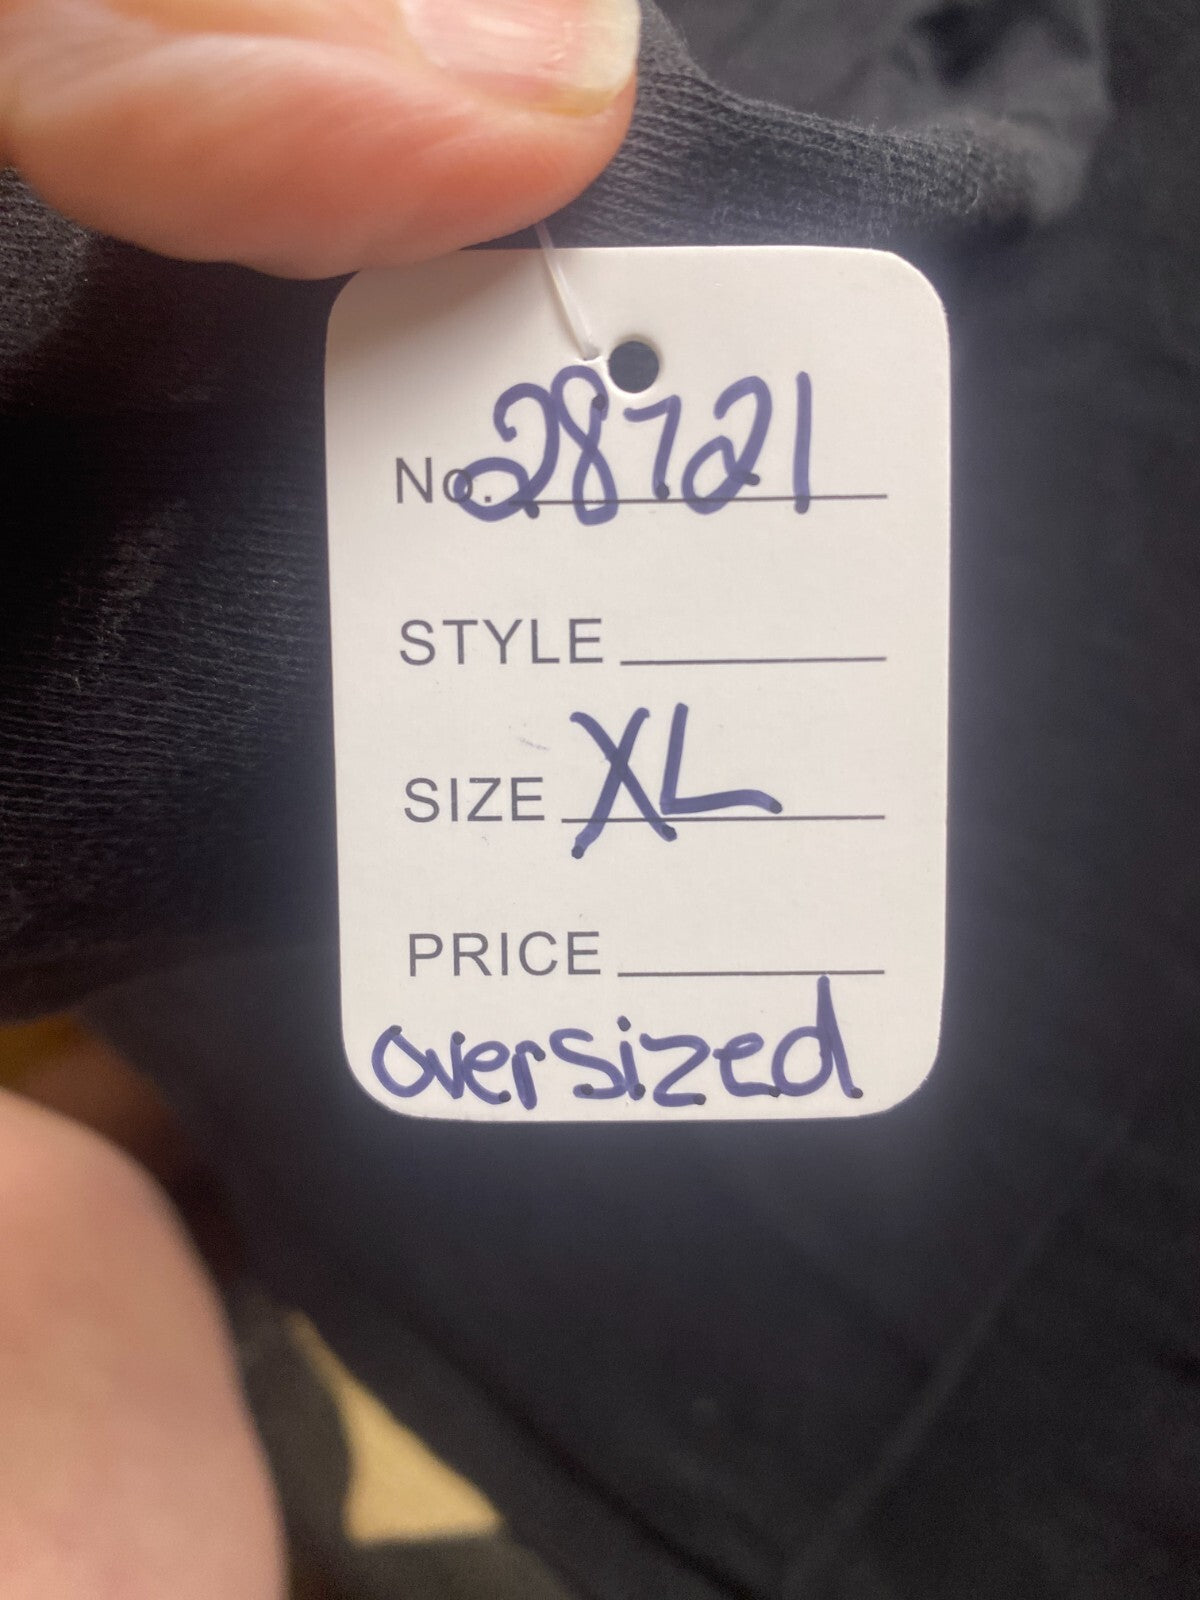 No. 28721
STYLE
SIZE XL
PRICE
oversized